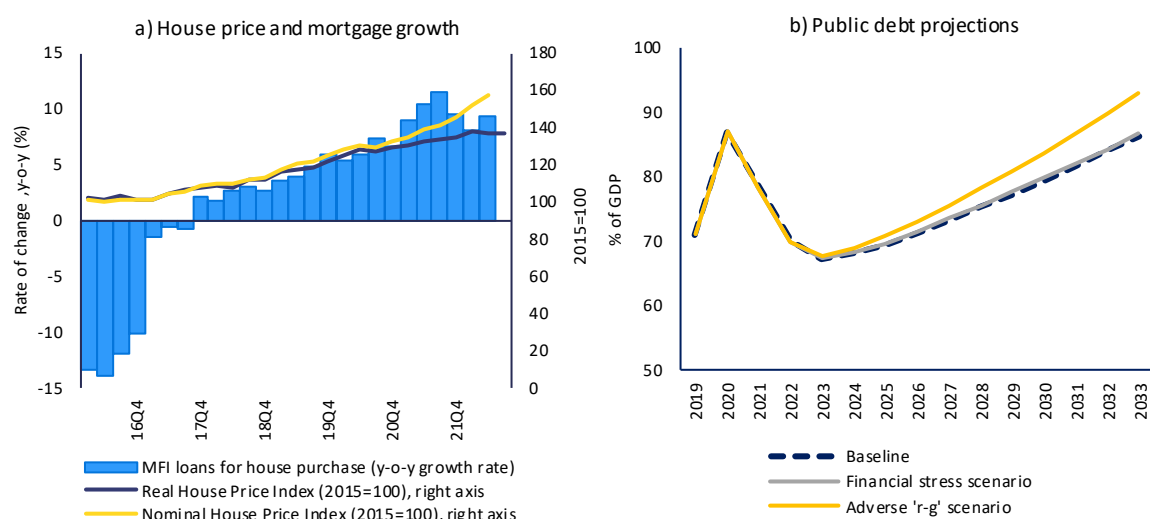 a) House price and mortgage growth
Rate of change ,y-o-y (%)
15
10
5
0
-5
-10
-15
180
160
140
120
100
80
60
40
20
0
2015=100
16Q4
17Q4
18Q4
19Q4
20Q4
21Q4
MFI loans for house purchase (y-o-y growth rate)
Real House Price Index (2015=100), right axis
Nominal House Price Index (2015=100), right axis
b) Public debt projections
% of GDP
100
90
80
70
60
50
2019
2020
2021
2022
2023
2024
2025
2026
2027
2028
2029
2030
2031
2032
2033
Baseline
Financial stress scenario
Adverse 'r-g' scenario